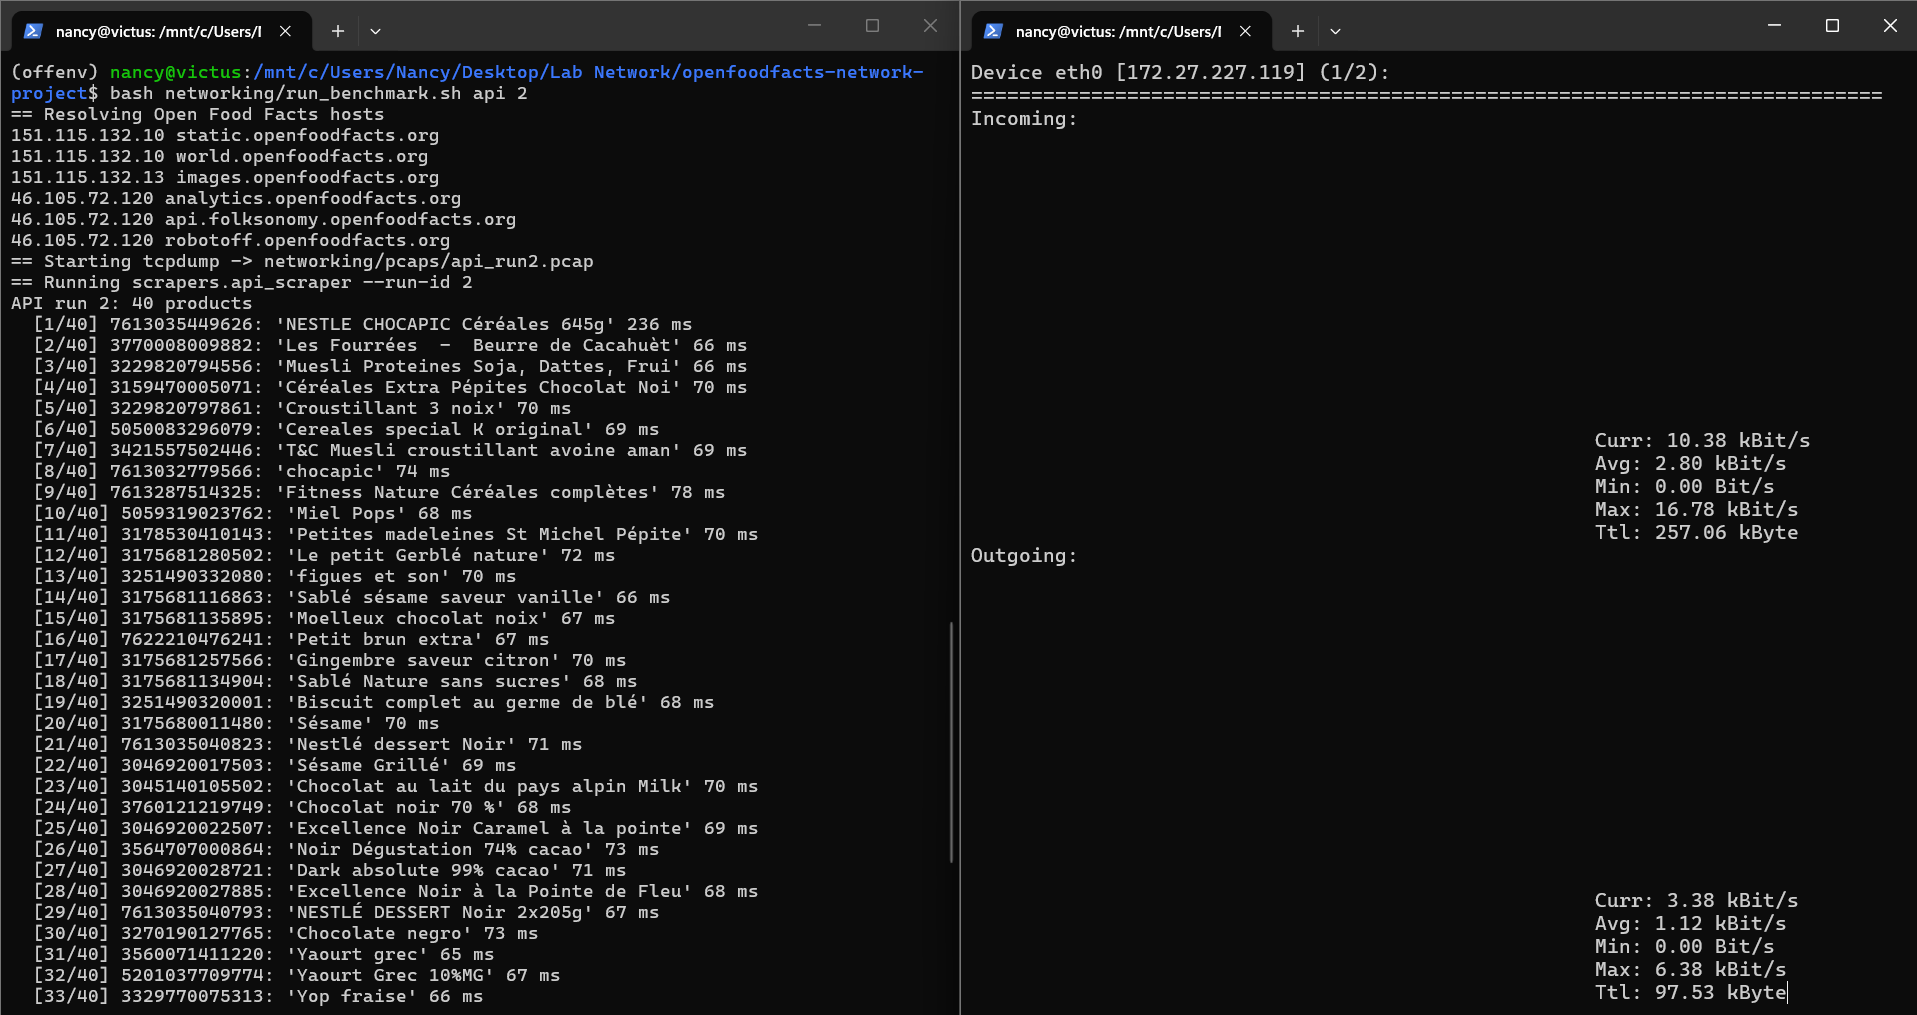 nancy@victus: /mnt/c/Users/I
(offenv) nancy@victus:/mnt/c/Users/Nancy/Desktop/Lab Network/openfoodfacts-network-
project$ bash networking/run_benchmark.sh api 2
== Resolving Open Food Facts hosts
151.115.132.10 static.openfoodfacts.org
151.115.132.10 world.openfoodfacts.org
151.115.132.13 images.openfoodfacts.org
46.105.72.120 analytics.openfoodfacts.org
46.105.72.120 api.folksonomy.openfoodfacts.org
46.105.72.120 robotoff.openfoodfacts.org
== Starting tcpdump -> networking/pcaps/api_run2.pcap
== Running scrapers.api_scraper --run-id 2
API run 2: 40 products
[1/40] 7613035449626: 'NESTLE CHOCAPIC Céréales 645g' 236 ms
[2/40] 3770008009882: 'Les Fourrées  -  Beurre de Cacahuèt' 66 ms
[3/40] 3229820794556: 'Muesli Proteines Soja, Dattes, Frui' 66 ms
[4/40] 3159470005071: 'Céréales Extra Pépites Chocolat Noi' 70 ms
[5/40] 3229820797861: 'Croustillant 3 noix' 70 ms
[6/40] 5050083296079: 'Cereales special K original' 69 ms
[7/40] 3421557502446: 'T&C Muesli croustillant avoine aman' 69 ms
[8/40] 7613032779566: 'chocapic' 74 ms
[9/40] 7613287514325: 'Fitness Nature Céréales complètes' 78 ms
[10/40] 5059319023762: 'Miel Pops' 68 ms
[11/40] 3178530410143: 'Petites madeleines St Michel Pépite' 70 ms
[12/40] 3175681280502: 'Le petit Gerblé nature' 72 ms
[13/40] 3251490332080: 'figues et son' 70 ms
[14/40] 3175681116863: 'Sablé sésame saveur vanille' 66 ms
[15/40] 3175681135895: 'Moelleux chocolat noix' 67 ms
[16/40] 7622210476241: 'Petit brun extra' 67 ms
[17/40] 3175681257566: 'Gingembre saveur citron' 70 ms
[18/40] 3175681134904: 'Sablé Nature sans sucres' 68 ms
[19/40] 3251490320001: 'Biscuit complet au germe de blé' 68 ms
[20/40] 3175680011480: 'Sésame' 70 ms
[21/40] 7613035040823: 'Nestlé dessert Noir' 71 ms
[22/40] 3046920017503: 'Sésame Grillé' 69 ms
[23/40] 3045140105502: 'Chocolat au lait du pays alpin Milk' 70 ms
[24/40] 3760121219749: 'Chocolat noir 70 %' 68 ms
[25/40] 3046920022507: 'Excellence Noir Caramel à la pointe' 69 ms
[26/40] 3564707000864: 'Noir Dégustation 74% cacao' 73 ms
[27/40] 3046920028721: 'Dark absolute 99% cacao' 71 ms
[28/40] 3046920027885: 'Excellence Noir à la Pointe de Fleu' 68 ms
[29/40] 7613035040793: 'NESTLÉ DESSERT Noir 2x205g' 67 ms
[30/40] 3270190127765: 'Chocolate negro' 73 ms
[31/40] 3560071411220: 'Yaourt grec' 65 ms
[32/40] 5201037709774: 'Yaourt Grec 10%MG' 67 ms
[33/40] 3329770075313: 'Yop fraise' 66 ms
nancy@victus: /mnt/c/Users/I
Device eth0 [172.27.227.119] (1/2):
============================================================================
Incoming:
Curr: 10.38 kBit/s
Avg: 2.80 kBit/s
Min: 0.00 Bit/s
Max: 16.78 kBit/s
Ttl: 257.06 kByte
Outgoing:
Curr: 3.38 kBit/s
Avg: 1.12 kBit/s
Min: 0.00 Bit/s
Max: 6.38 kBit/s
Ttl: 97.53 kByte